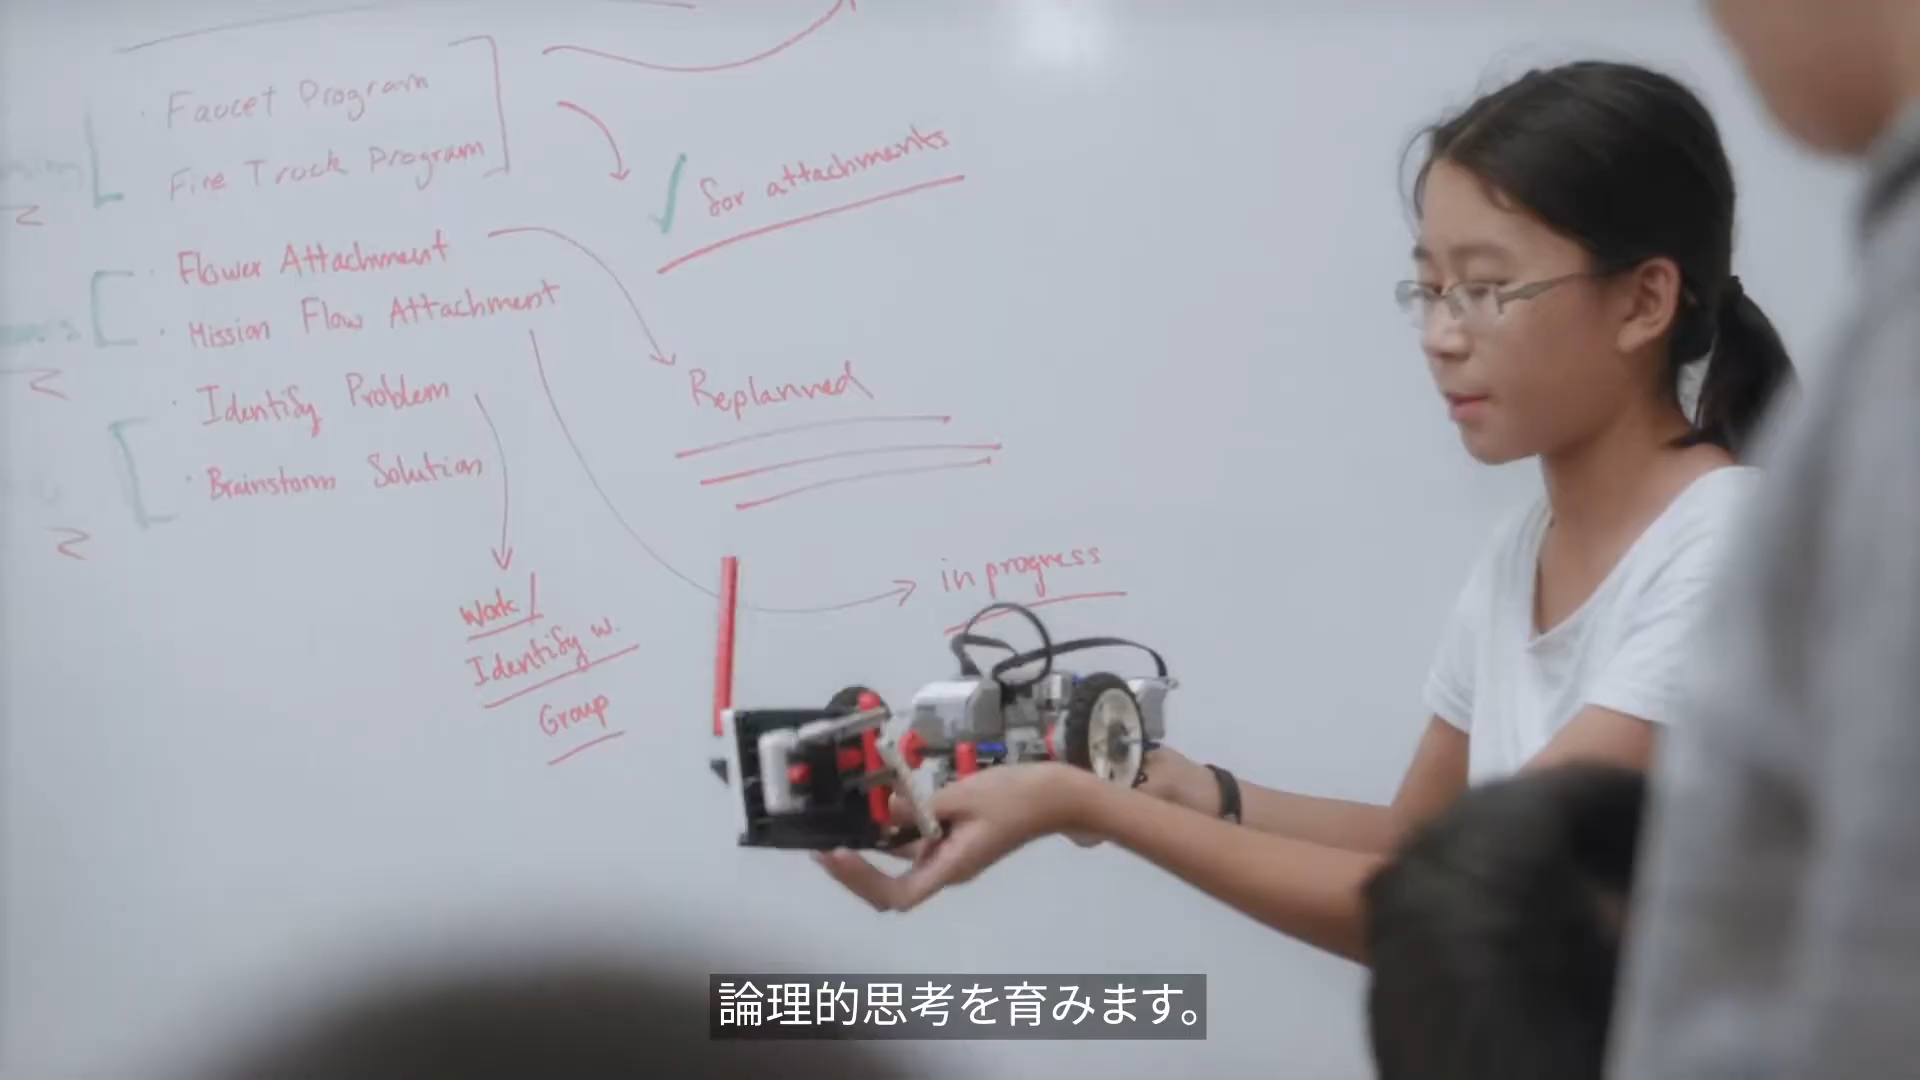 Faucet Program
Fire Truck Program
✓ for attachments
Flower Attachment
Mission Flow Attachment
Identify Problem
Replanned
Brainstorm Solution
in progress
Work /
Identify w.
Group
論理的思考を育みます。